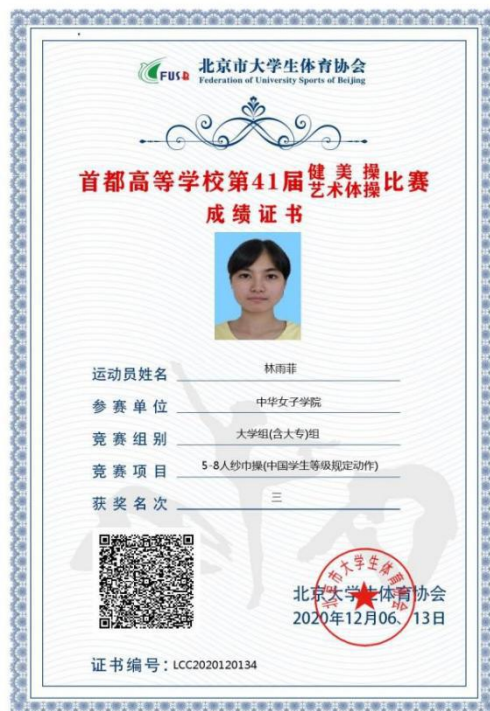 FUSB 北京市大学生体育协会
Federation of University Sports of Beijing
首都高等学校第41届健美操艺术体操比赛
成绩证书
运动员姓名 林雨菲
参赛单位 中华女子学院
竞赛组别 大学组(含大专)组
竞赛项目 5-8人纱巾操(中国学生等级规定动作)
获奖名次 三
北京市大学生体育协会
北京大学生体育协会
2020年12月06、13日
证书编号：LCC2020120134